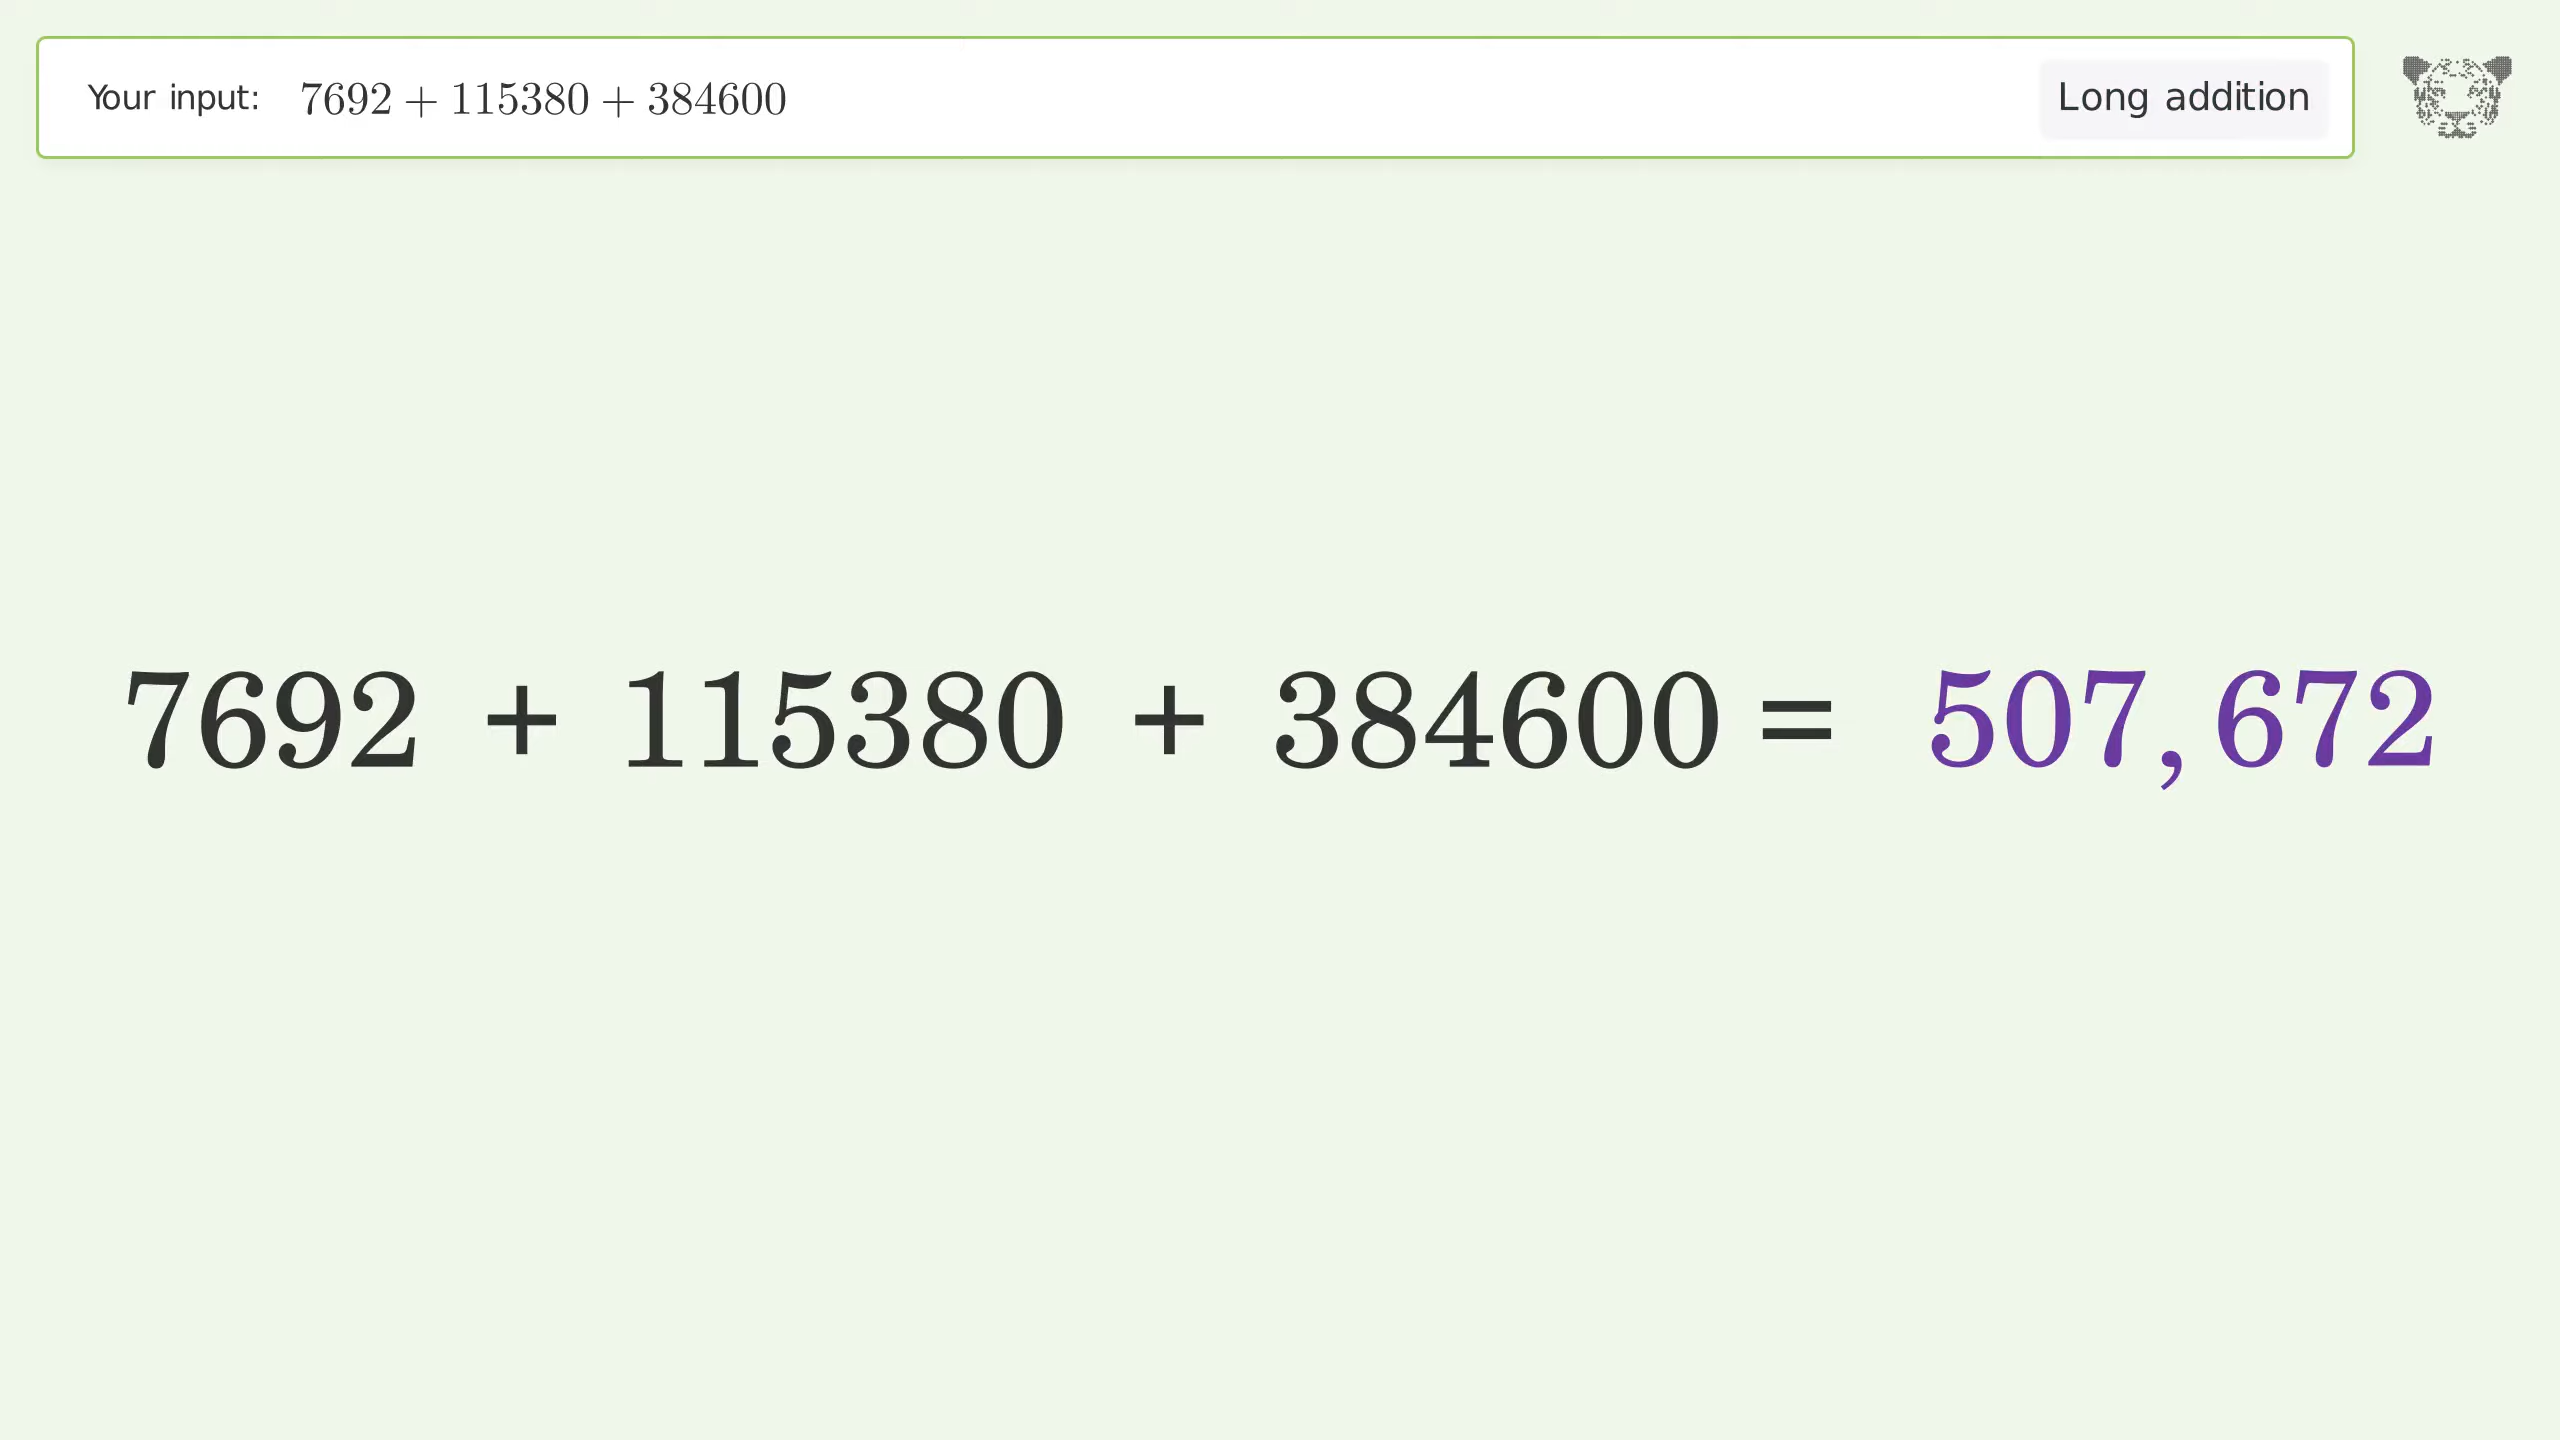 Your input: 7692 + 115380 + 384600 Long addition
7692 + 115380 + 384600 = 507,672